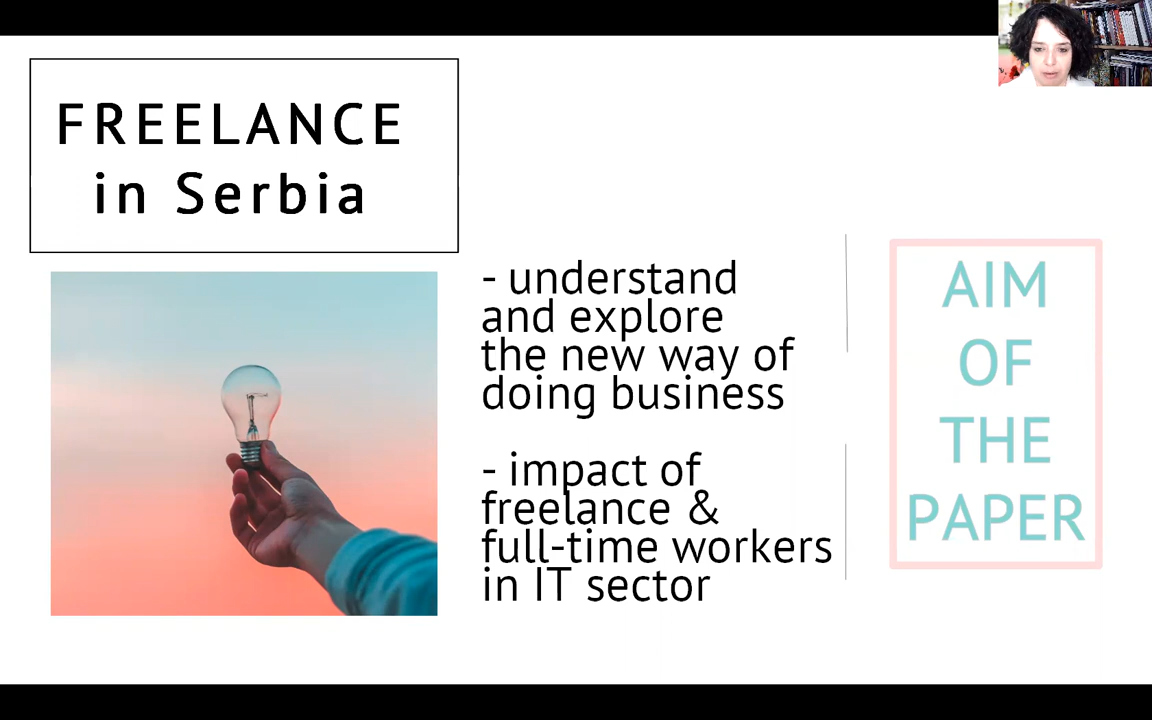 FREELANCE
in Serbia
- understand
and explore
the new way of
doing business
- impact of
freelance &
full-time workers
in IT sector
AIM
OF
THE
PAPER